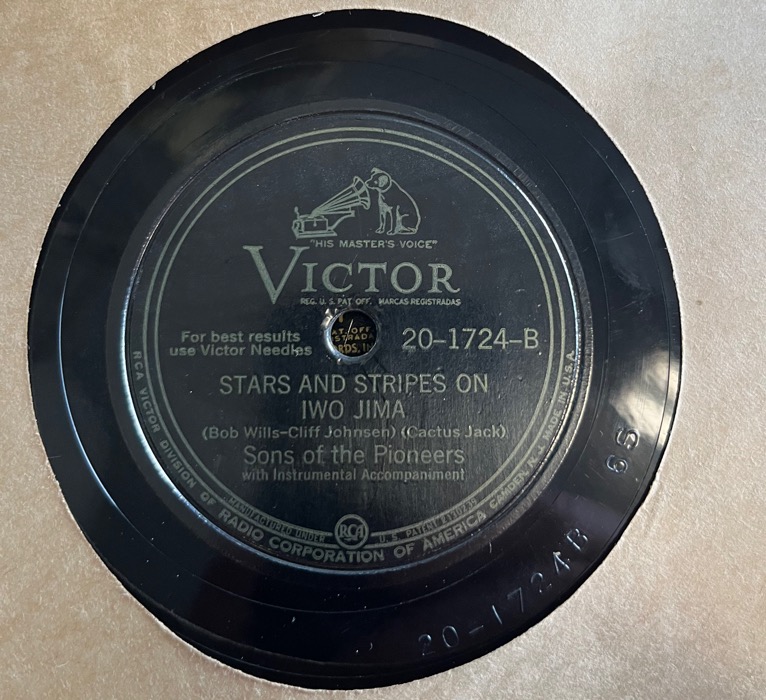 "HIS MASTER'S VOICE"
VICTOR
REG. U. S. PAT. OFF. MARCAS REGISTRADAS
For best results
use Victor Needles
20-1724-B
STARS AND STRIPES ON
IWO JIMA
(Bob Wills-Cliff Johnsen) (Cactus Jack)
Sons of the Pioneers
with Instrumental Accompaniment
MANUFACTURED UNDER RCA U. S. PATENT
RCA VICTOR DIVISION OF RADIO CORPORATION OF AMERICA CAMDEN, N. J. MADE IN U.S.A.
20-1724B